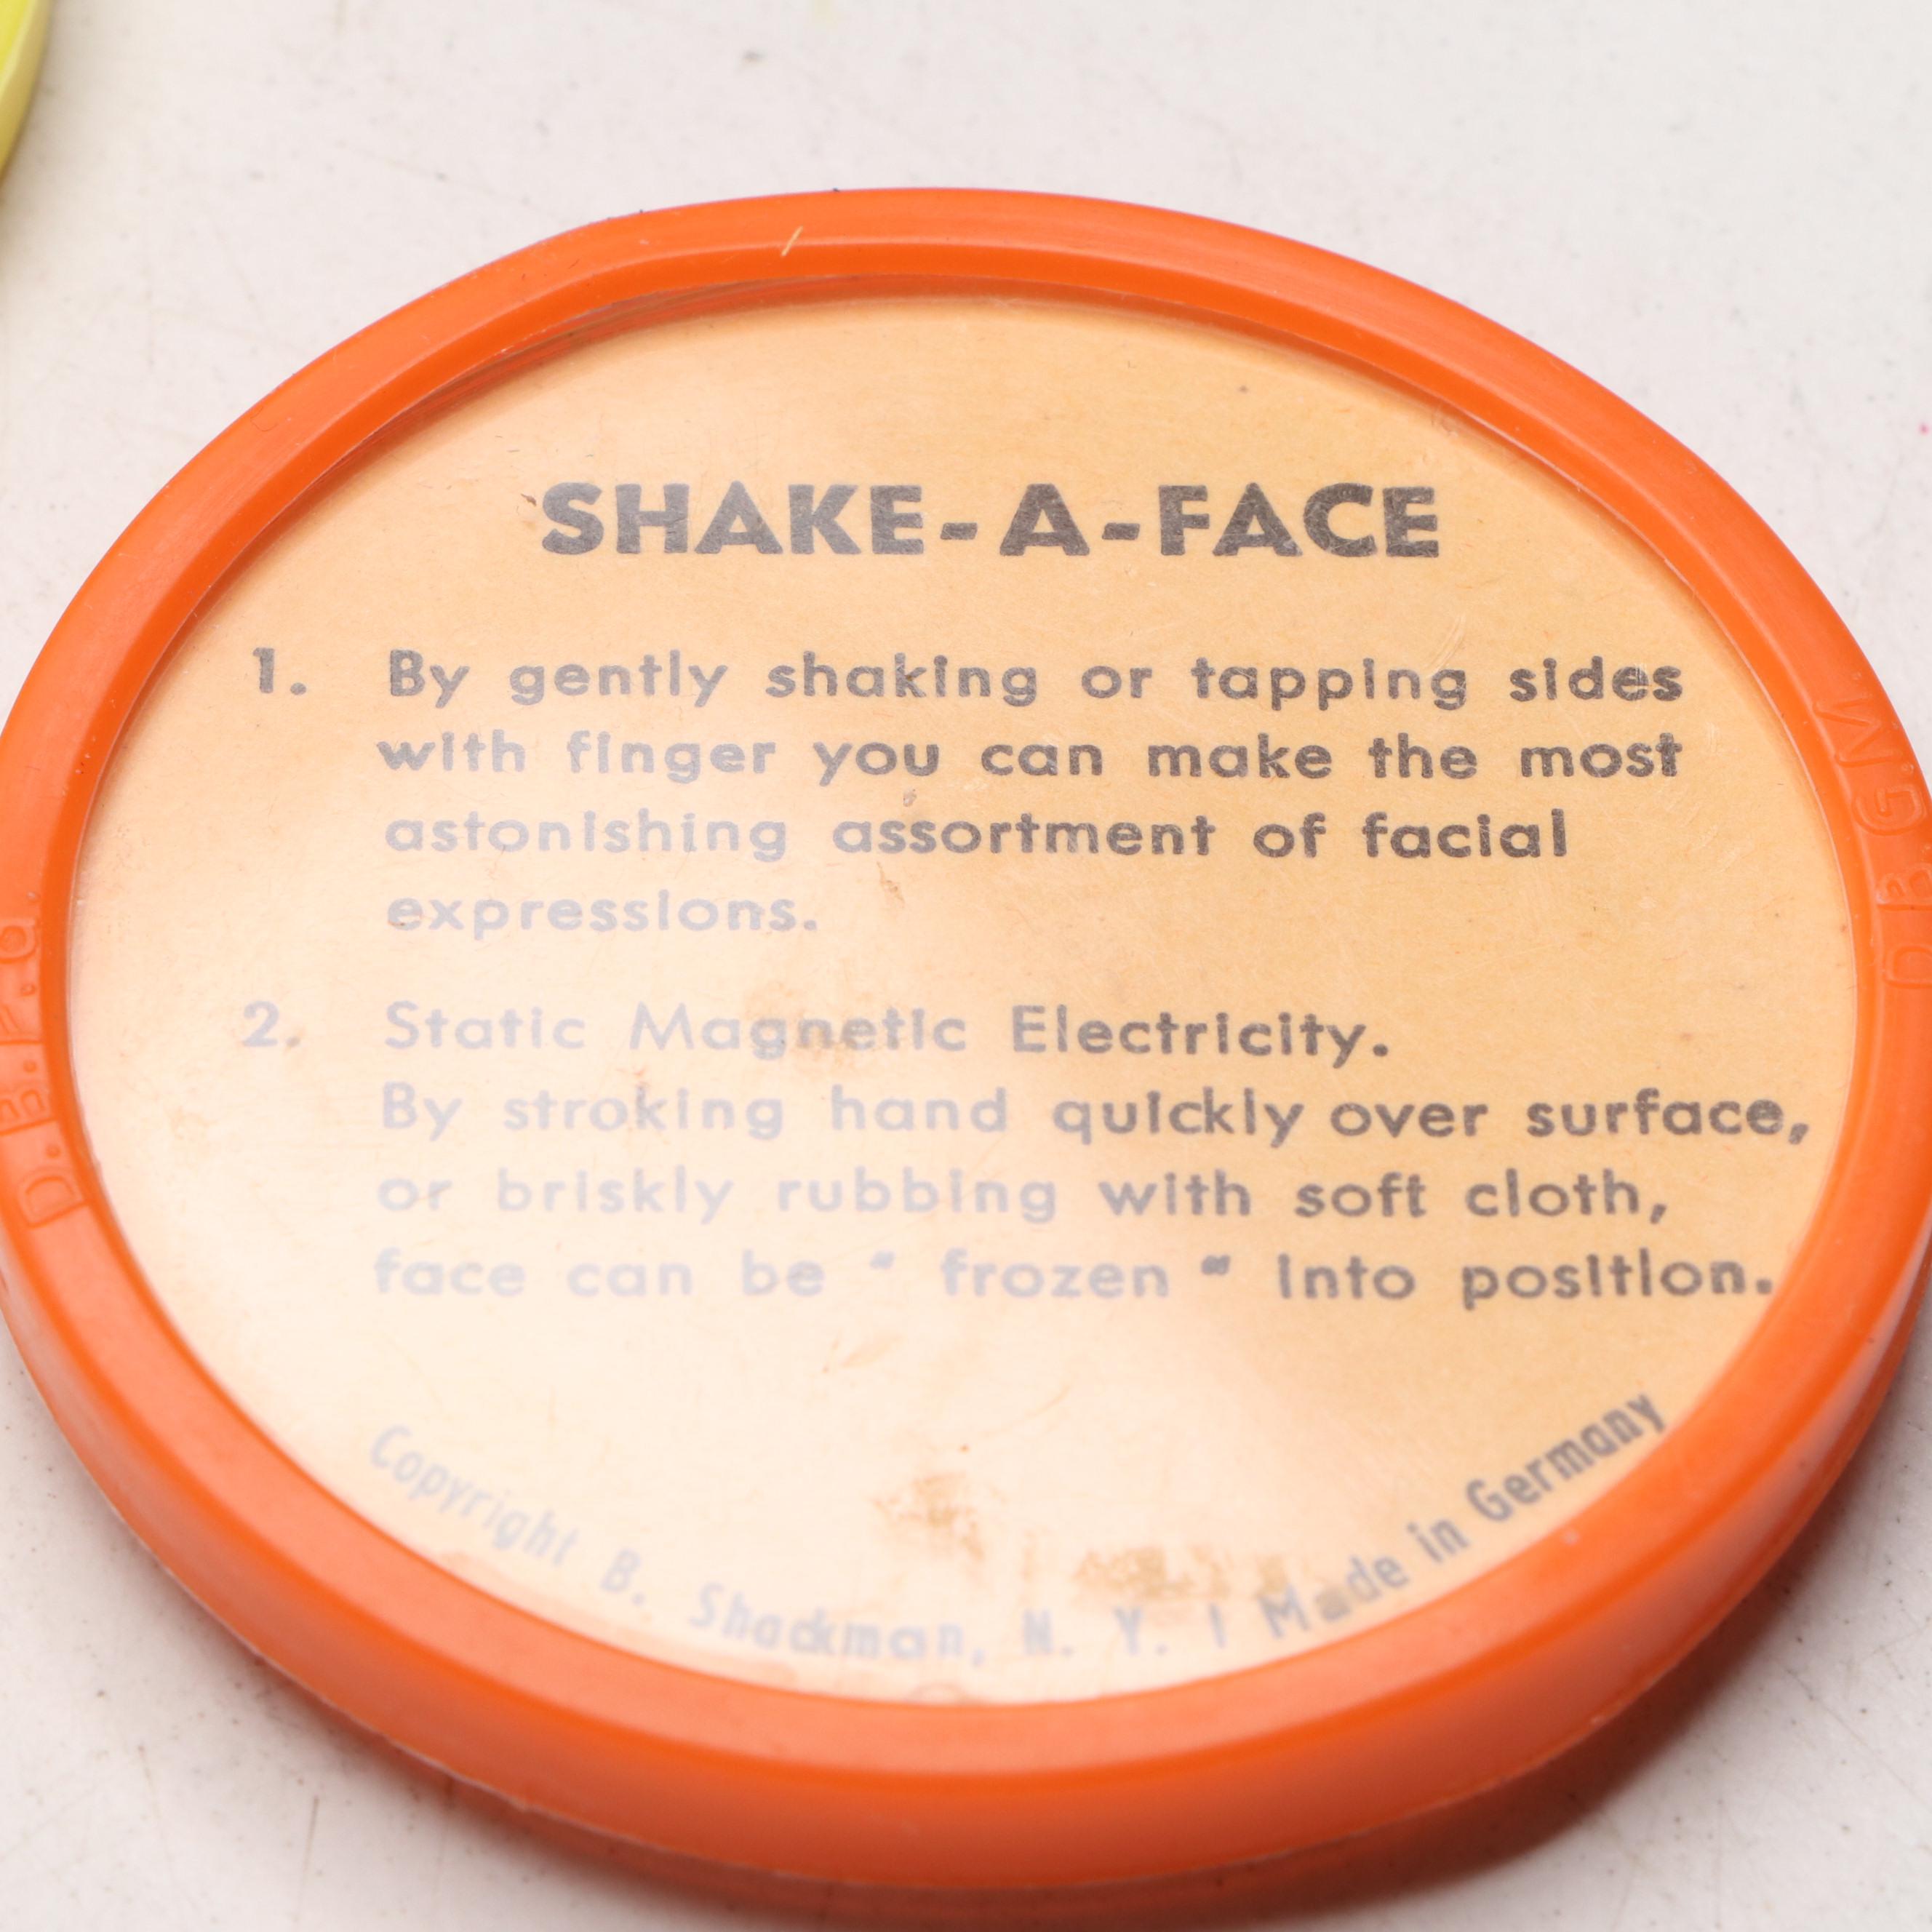 SHAKE-A-FACE
1. By gently shaking or tapping sides
with finger you can make the most
astonishing assortment of facial
expressions.
2. Static Magnetic Electricity.
By stroking hand quickly over surface,
or briskly rubbing with soft cloth,
face can be " frozen " into position.
Copyright B. Shackman, N. Y. | Made in Germany
D.B.P.a.
D.B.G.M.